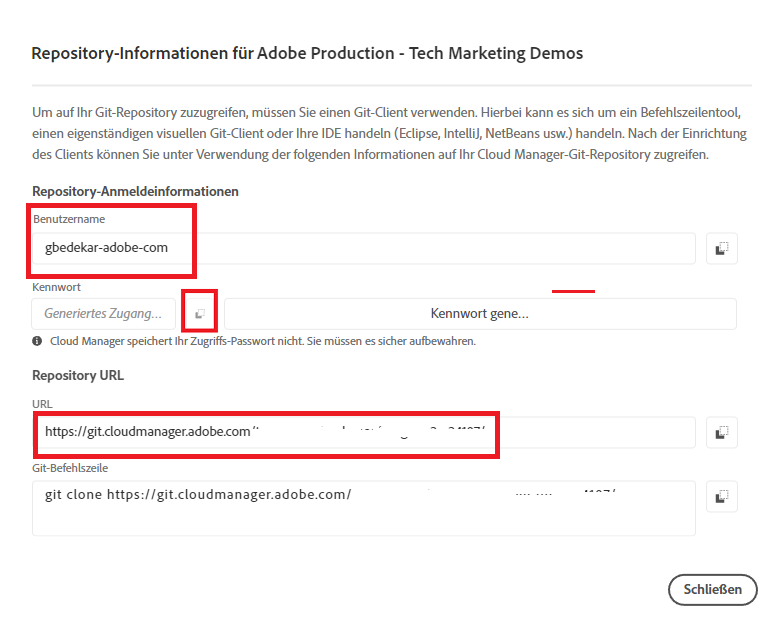 Repository-Informationen für Adobe Production - Tech Marketing Demos
Um auf Ihr Git-Repository zuzugreifen, müssen Sie einen Git-Client verwenden. Hierbei kann es sich um ein Befehlszeilentool,
einen eigenständigen visuellen Git-Client oder Ihre IDE handeln (Eclipse, IntelliJ, NetBeans usw.) handeln. Nach der Einrichtung
des Clients können Sie unter Verwendung der folgenden Informationen auf Ihr Cloud Manager-Git-Repository zugreifen.
Repository-Anmeldeinformationen
Benutzername
gbedekar-adobe-com
Kennwort
Generiertes Zugang...
Kennwort gene...
Cloud Manager speichert Ihr Zugriffs-Passwort nicht. Sie müssen es sicher aufbewahren.
Repository URL
URL
https://git.cloudmanager.adobe.com/
Git-Befehlszeile
git clone https://git.cloudmanager.adobe.com/
Schließen